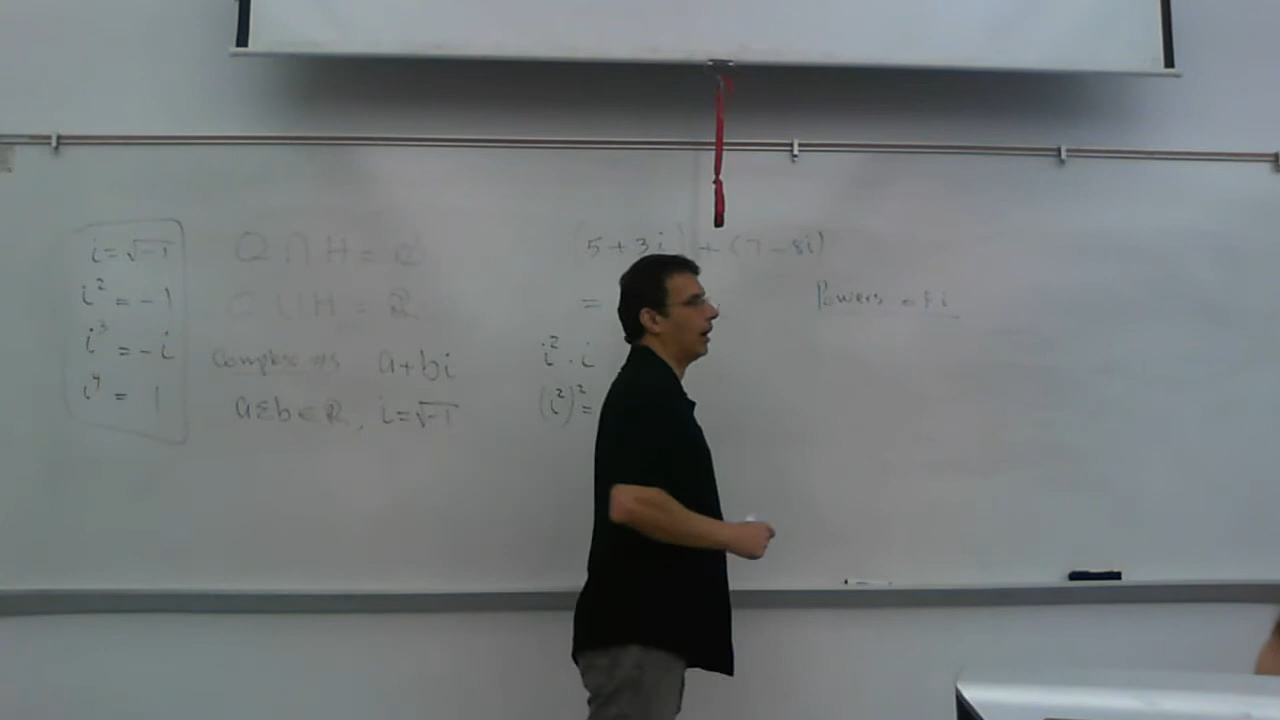 i = √-1
i² = -1
i³ = -i
i⁴ = 1
Q ∩ H = ∅
Q ∪ H = ℝ
Complex #s a+bi
a & b ∈ ℝ, i = √-1
(5+3i) + (7-8i)
=
i² · i
(i²)² =
Powers of i